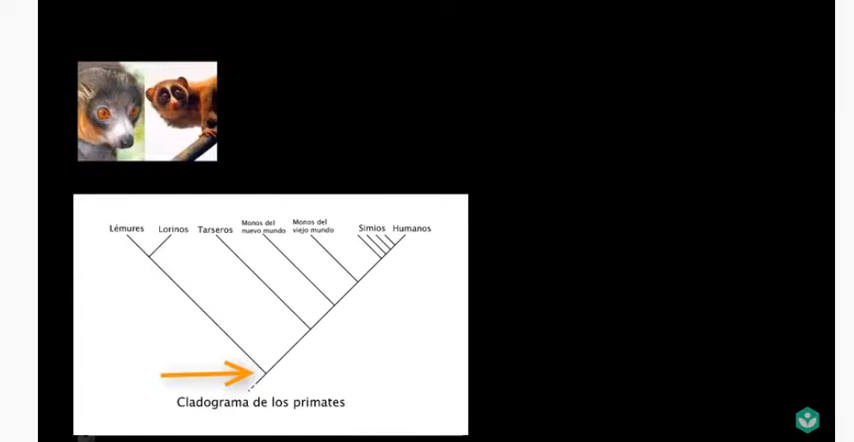 Lémures
Lorinos
Tarseros
Monos del
nuevo mundo
Monos del
viejo mundo
Simios
Humanos
Cladograma de los primates